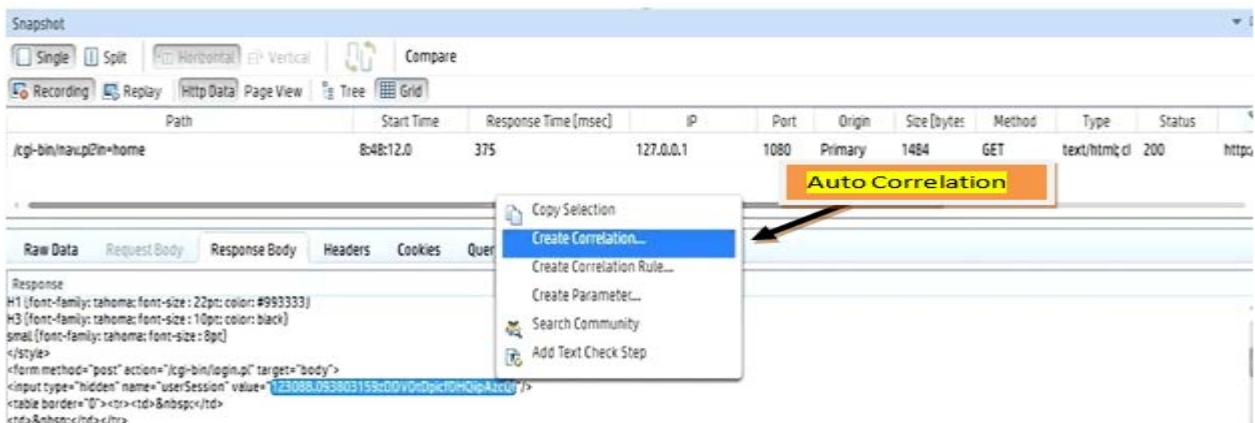 Snapshot
Single Split Horizontal Vertical Compare
Recording Replay Http Data Page View Tree Grid
Path Start Time Response Time [msec] IP Port Origin Size [bytes Method Type Status
/cgi-bin/nav.pl?in=home 8:48:12.0 375 127.0.0.1 1080 Primary 1484 GET text/html; cl 200 http:
Auto Correlation
Copy Selection
Create Correlation...
Create Correlation Rule...
Create Parameter...
Search Community
Add Text Check Step
Raw Data Request Body Response Body Headers Cookies Quer
Response
H1 {font-family: tahoma; font-size : 22pt; color: #993333}
H3 {font-family: tahoma; font-size : 10pt; color: black}
small {font-family: tahoma; font-size : 8pt}
</style>
<form method="post" action="/cgi-bin/login.pl" target="body">
<input type="hidden" name="userSession" value="
"/>
<table border="0"><tr><td>&nbsp;</td>
<td>&nbsp;</td></tr>